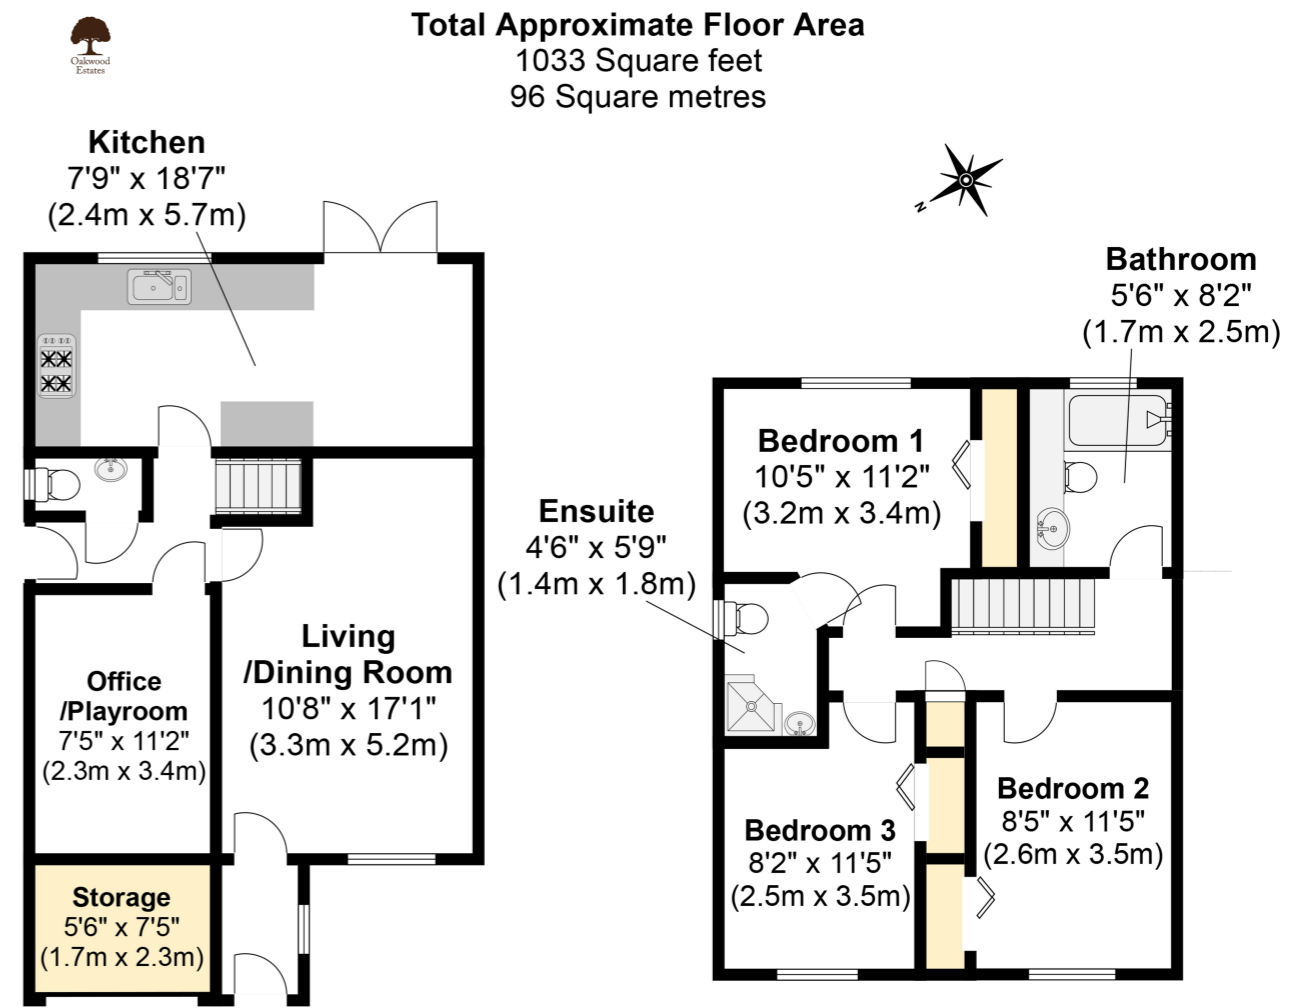 Oakwood
Estates
Total Approximate Floor Area
1033 Square feet
96 Square metres
Kitchen
7'9" x 18'7"
(2.4m x 5.7m)
N
Bathroom
5'6" x 8'2"
(1.7m x 2.5m)
Bedroom 1
10'5" x 11'2"
(3.2m x 3.4m)
Ensuite
4'6" x 5'9"
(1.4m x 1.8m)
Living
/Dining Room
10'8" x 17'1"
(3.3m x 5.2m)
Office
/Playroom
7'5" x 11'2"
(2.3m x 3.4m)
Bedroom 2
8'5" x 11'5"
(2.6m x 3.5m)
Bedroom 3
8'2" x 11'5"
(2.5m x 3.5m)
Storage
5'6" x 7'5"
(1.7m x 2.3m)